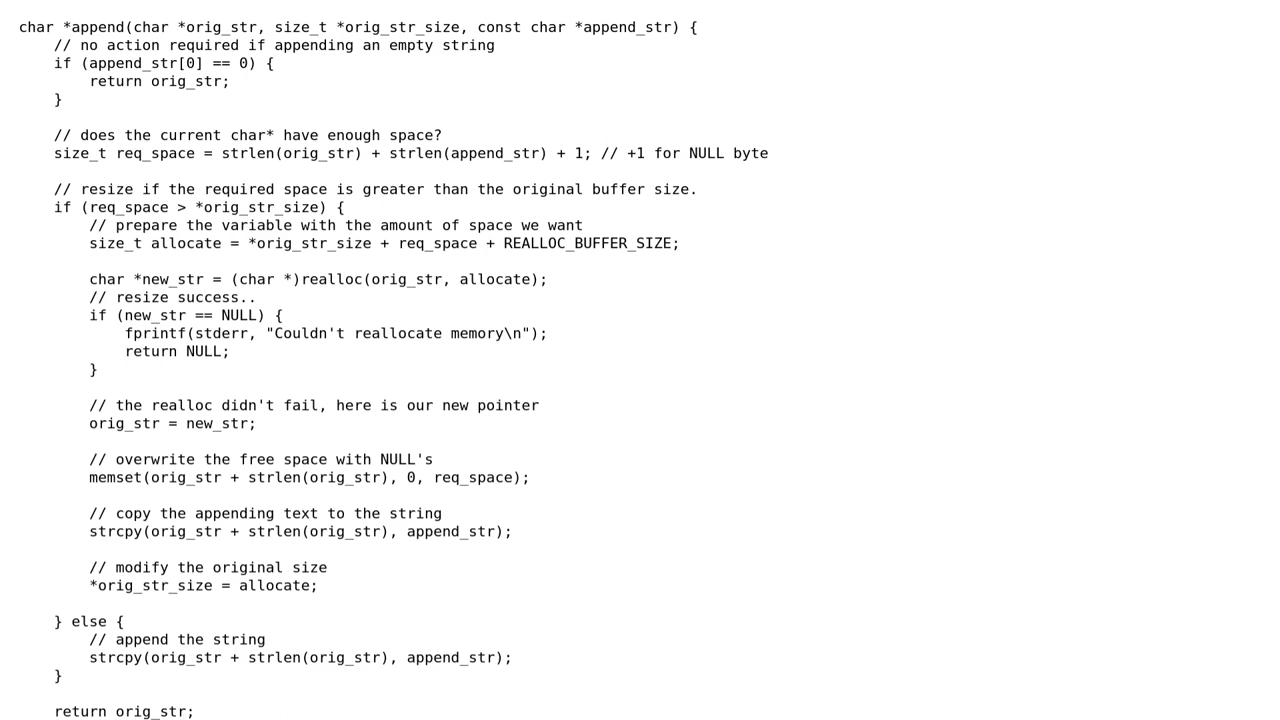 char *append(char *orig_str, size_t *orig_str_size, const char *append_str) {
    // no action required if appending an empty string
    if (append_str[0] == 0) {
        return orig_str;
    }

    // does the current char* have enough space?
    size_t req_space = strlen(orig_str) + strlen(append_str) + 1; // +1 for NULL byte

    // resize if the required space is greater than the original buffer size.
    if (req_space > *orig_str_size) {
        // prepare the variable with the amount of space we want
        size_t allocate = *orig_str_size + req_space + REALLOC_BUFFER_SIZE;

        char *new_str = (char *)realloc(orig_str, allocate);
        // resize success..
        if (new_str == NULL) {
            fprintf(stderr, "Couldn't reallocate memory\n");
            return NULL;
        }

        // the realloc didn't fail, here is our new pointer
        orig_str = new_str;

        // overwrite the free space with NULL's
        memset(orig_str + strlen(orig_str), 0, req_space);

        // copy the appending text to the string
        strcpy(orig_str + strlen(orig_str), append_str);

        // modify the original size
        *orig_str_size = allocate;

    } else {
        // append the string
        strcpy(orig_str + strlen(orig_str), append_str);
    }

    return orig_str;